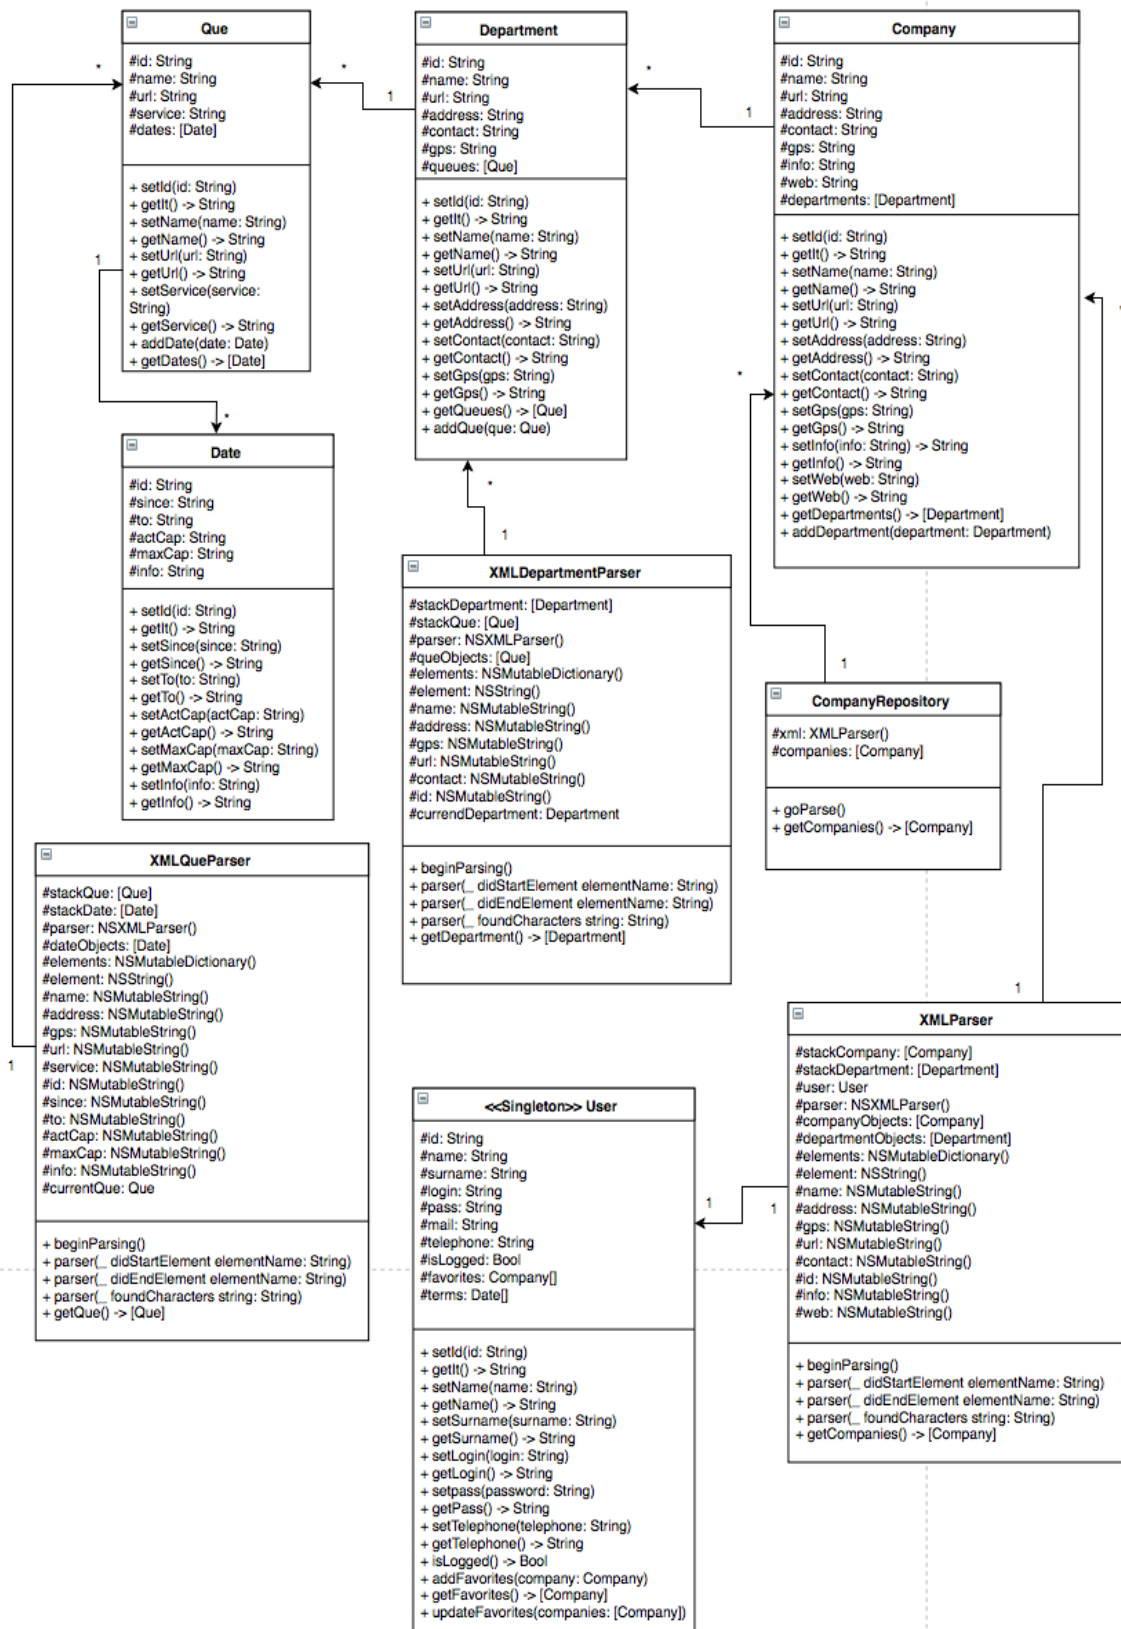 Que
#id: String
#name: String
#url: String
#service: String
#dates: [Date]
+ setId(id: String)
+ getIt() -> String
+ setName(name: String)
+ getName() -> String
+ setUrl(url: String)
+ getUrl() -> String
+ setService(service:
String)
+ getService() -> String
+ addDate(date: Date)
+ getDates() -> [Date]
*
*
1
1
*
Department
#id: String
#name: String
#url: String
#address: String
#contact: String
#gps: String
#queues: [Que]
+ setId(id: String)
+ getIt() -> String
+ setName(name: String)
+ getName() -> String
+ setUrl(url: String)
+ getUrl() -> String
+ setAddress(address: String)
+ getAddress() -> String
+ setContact(contact: String)
+ getContact() -> String
+ setGps(gps: String)
+ getGps() -> String
+ getQueues() -> [Que]
+ addQue(que: Que)
*
1
*
1
Company
#id: String
#name: String
#url: String
#address: String
#contact: String
#gps: String
#info: String
#web: String
#departments: [Department]
+ setId(id: String)
+ getIt() -> String
+ setName(name: String)
+ getName() -> String
+ setUrl(url: String)
+ getUrl() -> String
+ setAddress(address: String)
+ getAddress() -> String
+ setContact(contact: String)
+ getContact() -> String
+ setGps(gps: String)
+ getGps() -> String
+ setInfo(info: String) -> String
+ getInfo() -> String
+ setWeb(web: String)
+ getWeb() -> String
+ getDepartments() -> [Department]
+ addDepartment(department: Department)
*
1
Date
#id: String
#since: String
#to: String
#actCap: String
#maxCap: String
#info: String
+ setId(id: String)
+ getIt() -> String
+ setSince(since: String)
+ getSince() -> String
+ setTo(to: String)
+ getTo() -> String
+ setActCap(actCap: String)
+ getActCap() -> String
+ setMaxCap(maxCap: String)
+ getMaxCap() -> String
+ setInfo(info: String)
+ getInfo() -> String
XMLDepartmentParser
#stackDepartment: [Department]
#stackQue: [Que]
#parser: NSXMLParser()
#queObjects: [Que]
#elements: NSMutableDictionary()
#element: NSString()
#name: NSMutableString()
#address: NSMutableString()
#gps: NSMutableString()
#url: NSMutableString()
#contact: NSMutableString()
#id: NSMutableString()
#currendDepartment: Department
+ beginParsing()
+ parser(_ didStartElement elementName: String)
+ parser(_ didEndElement elementName: String)
+ parser(_ foundCharacters string: String)
+ getDepartment() -> [Department]
CompanyRepository
#xml: XMLParser()
#companies: [Company]
+ goParse()
+ getCompanies() -> [Company]
XMLQueParser
#stackQue: [Que]
#stackDate: [Date]
#parser: NSXMLParser()
#dateObjects: [Date]
#elements: NSMutableDictionary()
#element: NSString()
#name: NSMutableString()
#address: NSMutableString()
#gps: NSMutableString()
#url: NSMutableString()
#service: NSMutableString()
#id: NSMutableString()
#since: NSMutableString()
#to: NSMutableString()
#actCap: NSMutableString()
#maxCap: NSMutableString()
#info: NSMutableString()
#currentQue: Que
+ beginParsing()
+ parser(_ didStartElement elementName: String)
+ parser(_ didEndElement elementName: String)
+ parser(_ foundCharacters string: String)
+ getQue() -> [Que]
1
<<Singleton>> User
#id: String
#name: String
#surname: String
#login: String
#pass: String
#mail: String
#telephone: String
#isLogged: Bool
#favorites: Company[]
#terms: Date[]
+ setId(id: String)
+ getIt() -> String
+ setName(name: String)
+ getName() -> String
+ setSurname(surname: String)
+ getSurname() -> String
+ setLogin(login: String)
+ getLogin() -> String
+ setpass(password: String)
+ getPass() -> String
+ setTelephone(telephone: String)
+ getTelephone() -> String
+ isLogged() -> Bool
+ addFavorites(company: Company)
+ getFavorites() -> [Company]
+ updateFavorites(companies: [Company])
1
1
1
XMLParser
#stackCompany: [Company]
#stackDepartment: [Department]
#user: User
#parser: NSXMLParser()
#companyObjects: [Company]
#departmentObjects: [Department]
#elements: NSMutableDictionary()
#element: NSString()
#name: NSMutableString()
#address: NSMutableString()
#gps: NSMutableString()
#url: NSMutableString()
#contact: NSMutableString()
#id: NSMutableString()
#info: NSMutableString()
#web: NSMutableString()
+ beginParsing()
+ parser(_ didStartElement elementName: String)
+ parser(_ didEndElement elementName: String)
+ parser(_ foundCharacters string: String)
+ getCompanies() -> [Company]